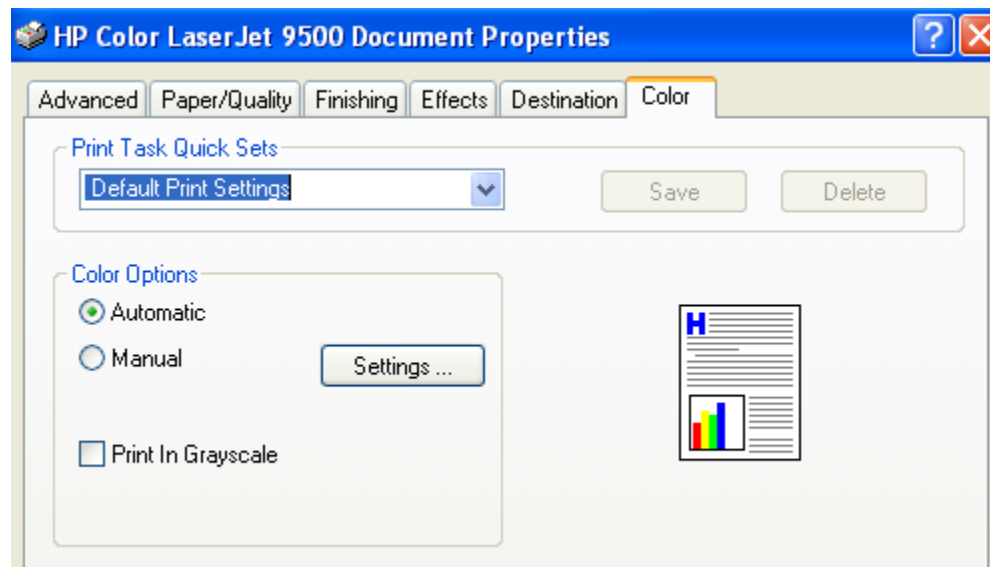 HP Color LaserJet 9500 Document Properties
Advanced Paper/Quality Finishing Effects Destination Color
Print Task Quick Sets
Default Print Settings Save Delete
Color Options
Automatic
Manual Settings ...
Print In Grayscale
H